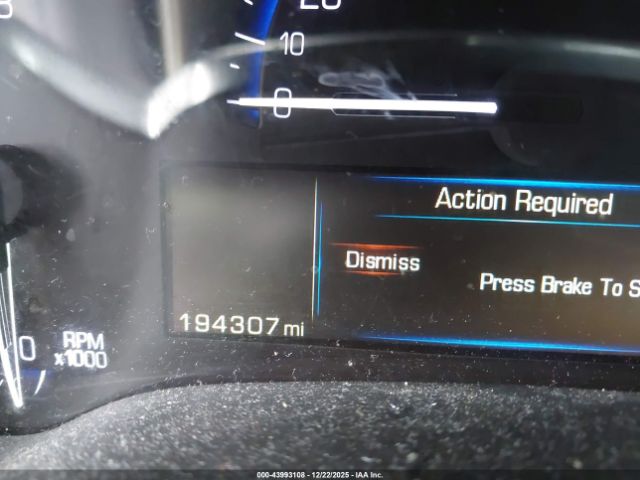 20
10
0
Action Required
Dismiss
Press Brake To S
194307 mi
0
RPM
x1000
000-43993108 - 12/22/2025 - IAA Inc.